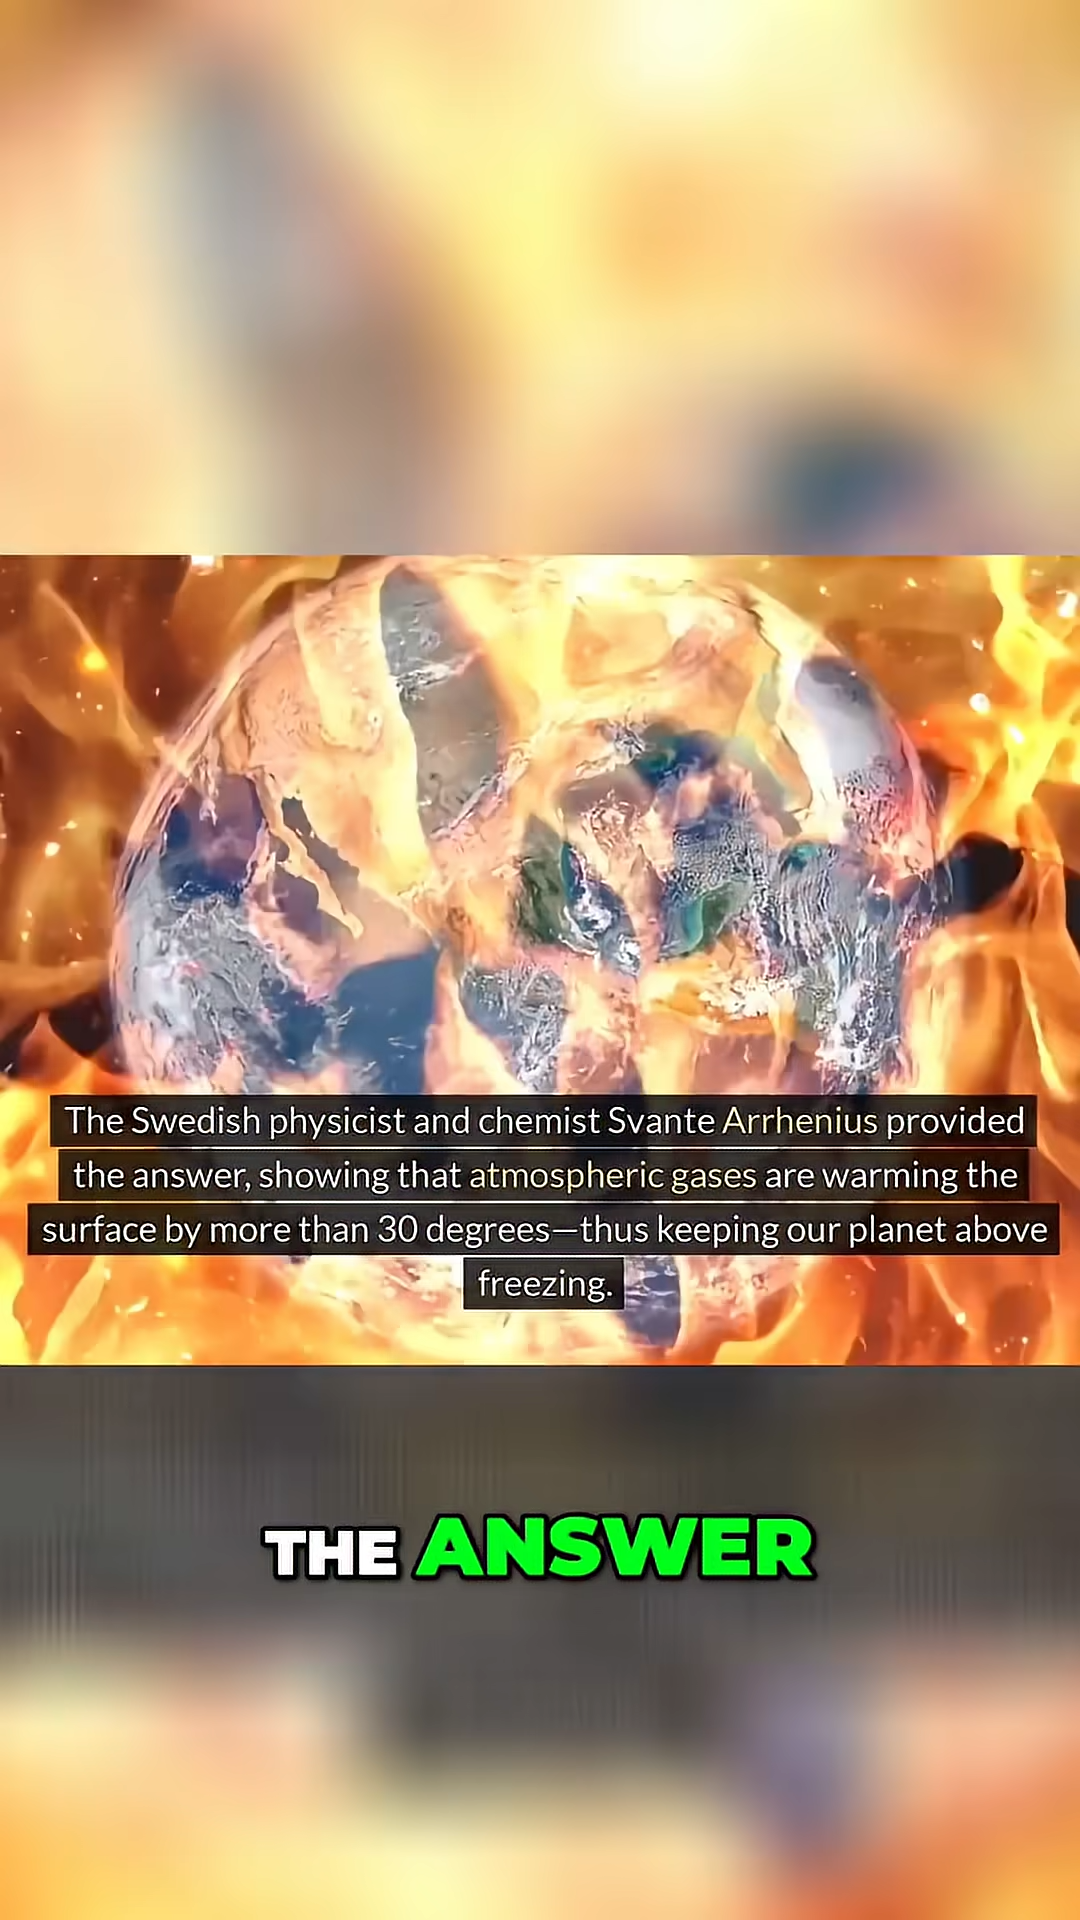 The Swedish physicist and chemist Svante Arrhenius provided
the answer, showing that atmospheric gases are warming the
surface by more than 30 degrees—thus keeping our planet above
freezing.
THE ANSWER